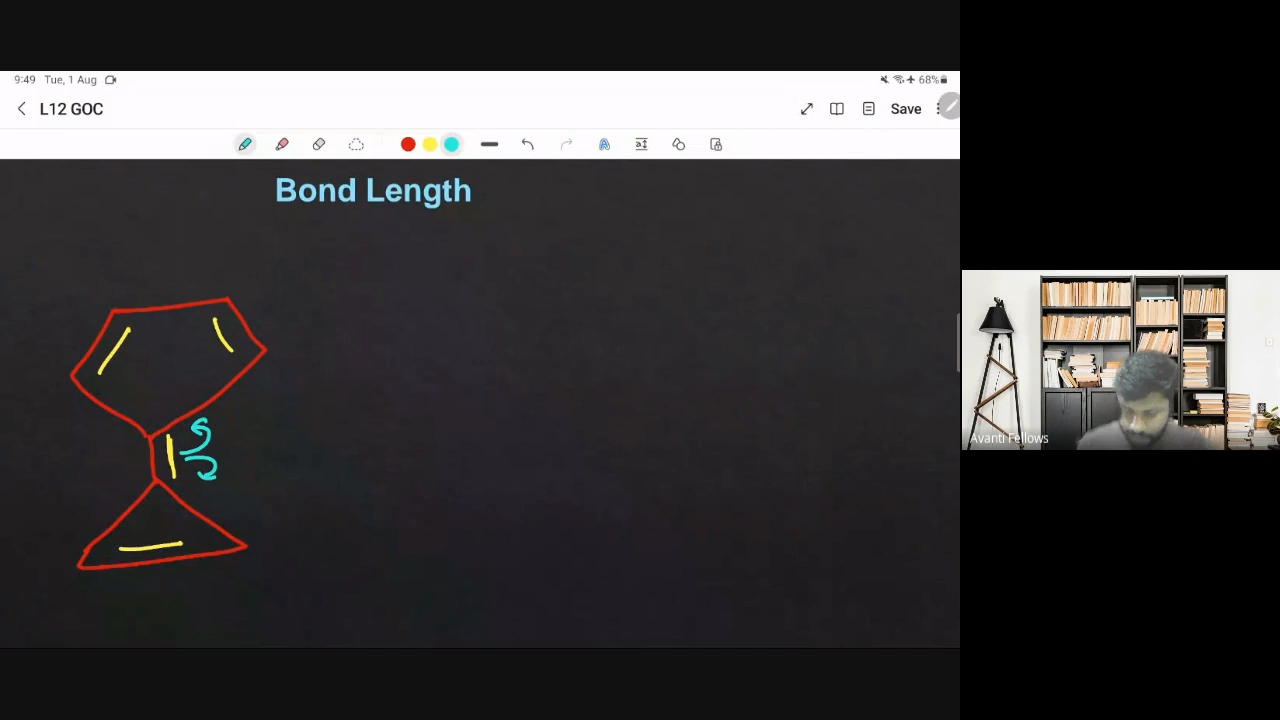 9:49 Tue, 1 Aug 68%
L12 GOC Save
Bond Length
Avanti Fellows